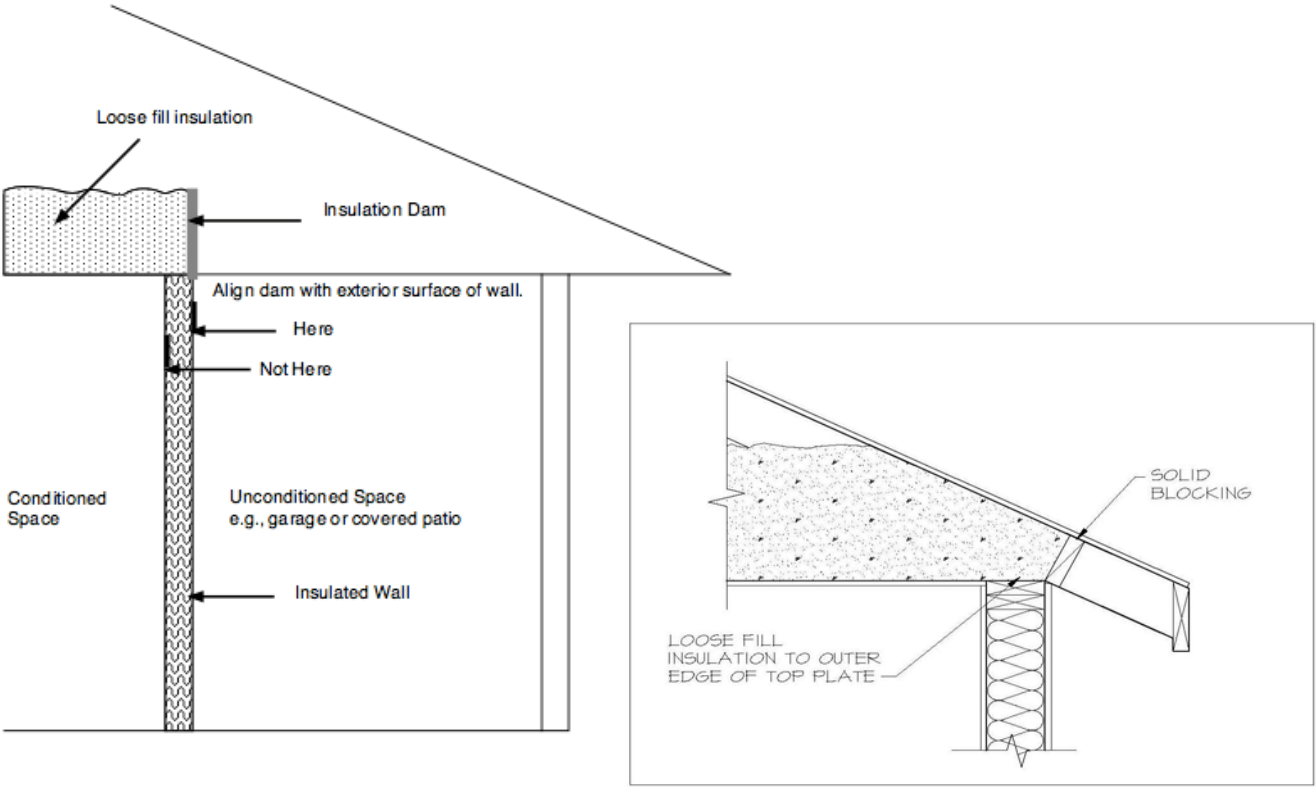 Loose fill insulation
Insulation Dam
Align dam with exterior surface of wall.
Here
Not Here
Conditioned
Space
Unconditioned Space
e.g., garage or covered patio
Insulated Wall
SOLID
BLOCKING
LOOSE FILL
INSULATION TO OUTER
EDGE OF TOP PLATE